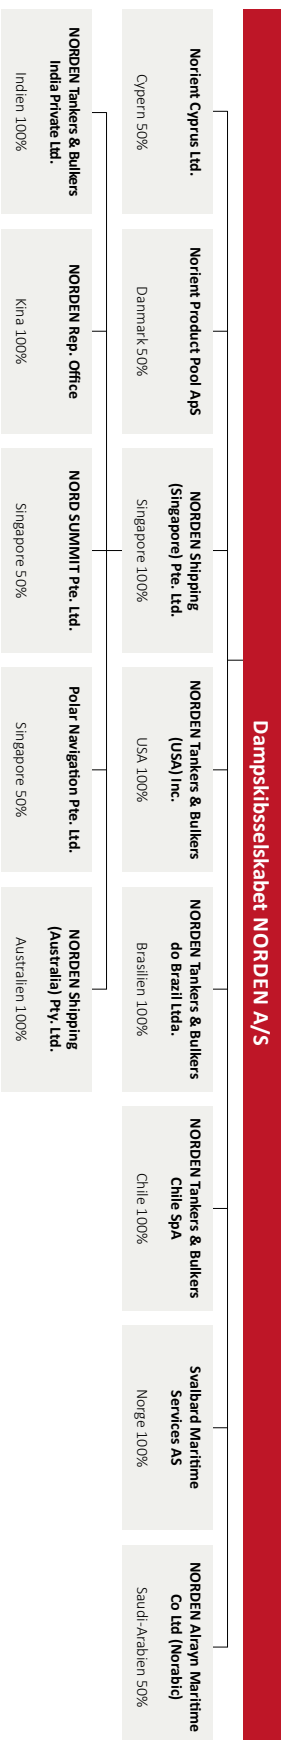 Dampskibsselskabet NORDEN A/S
Norient Cyprus Ltd.
Cypern 50%
Norient Product Pool ApS
Danmark 50%
NORDEN Shipping
(Singapore) Pte. Ltd.
Singapore 100%
NORDEN Tankers & Bulkers
(USA) Inc.
USA 100%
NORDEN Tankers & Bulkers
do Brazil Ltda.
Brasilien 100%
NORDEN Tankers & Bulkers
Chile SpA
Chile 100%
Svalbard Maritime
Services AS
Norge 100%
NORDEN Alrayn Maritime
Co Ltd (Norabic)
Saudi-Arabien 50%
NORDEN Tankers & Bulkers
India Private Ltd.
Indien 100%
NORDEN Rep. Office
Kina 100%
NORD SUMMIT Pte. Ltd.
Singapore 50%
Polar Navigation Pte. Ltd.
Singapore 50%
NORDEN Shipping
(Australia) Pty. Ltd.
Australien 100%